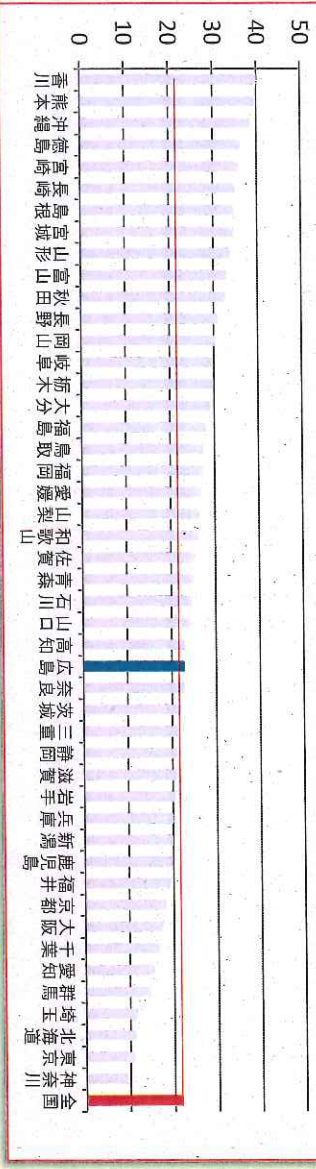 50
40
30
20
10
0
香川
熊本
沖縄
徳島
宮崎
長崎
島根
宮城
山形
富山
秋田
長野
岡山
岐阜
栃木
大分
福島
鳥取
福岡
愛媛
山梨
和歌山
佐賀
青森
石川
山口
高知
広島
奈良
茨城
三重
静岡
滋賀
岩手
兵庫
新潟
鹿児島
福井
京都
大阪
千葉
愛知
群馬
埼玉
北海道
東京
神奈川
全国